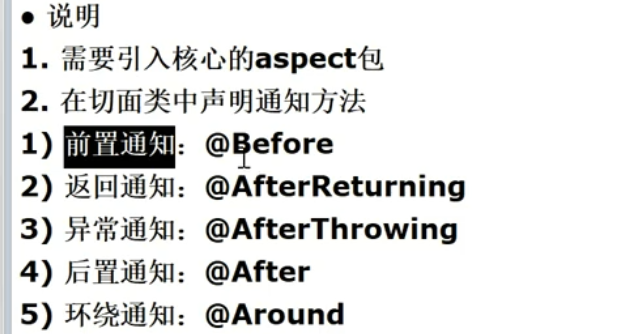 ● 说明
1. 需要引入核心的aspect包
2. 在切面类中声明通知方法
1) 前置通知：@Before
2) 返回通知：@AfterReturning
3) 异常通知：@AfterThrowing
4) 后置通知：@After
5) 环绕通知：@Around